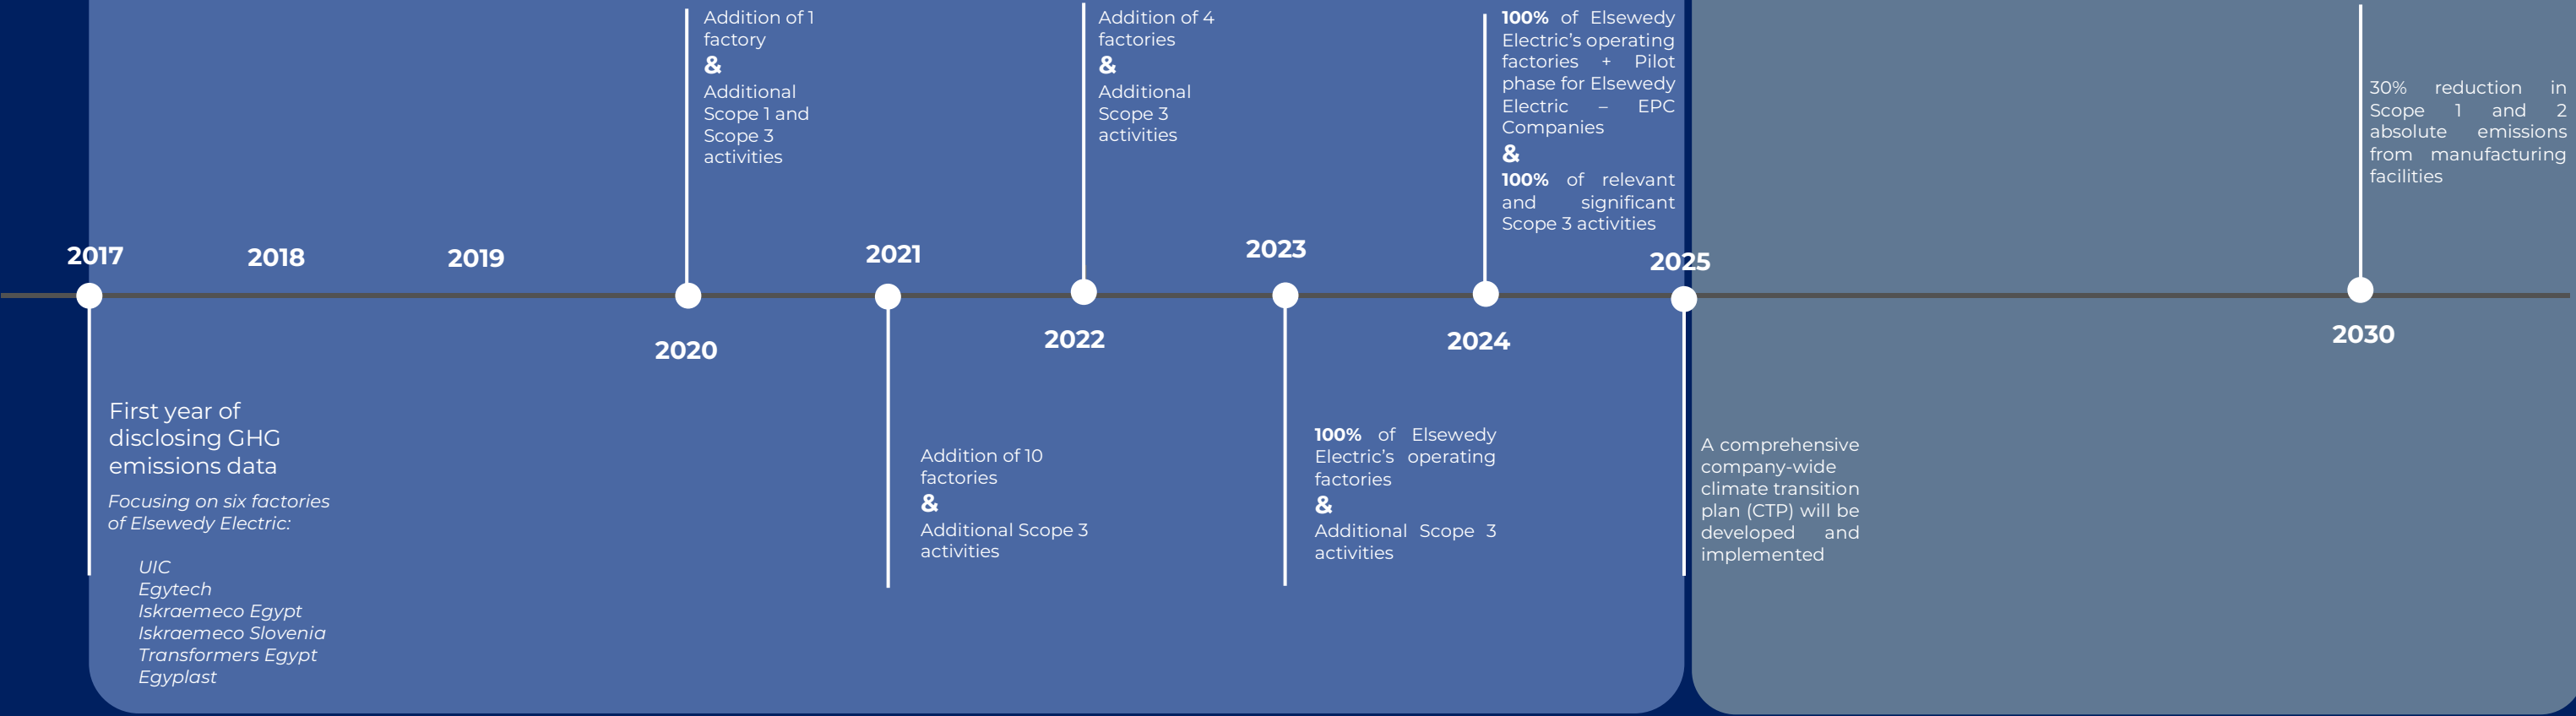 2017
First year of
disclosing GHG
emissions data
Focusing on six factories
of Elsewedy Electric:
UIC
Egytech
Iskraemeco Egypt
Iskraemeco Slovenia
Transformers Egypt
Egyplast
2018
2019
Addition of 1
factory
&
Additional
Scope 1 and
Scope 3
activities
2020
2021
Addition of 10
factories
&
Additional Scope 3
activities
Addition of 4
factories
&
Additional
Scope 3
activities
2022
2023
100% of Elsewedy
Electric’s operating
factories
&
Additional Scope 3
activities
100% of Elsewedy
Electric’s operating
factories + Pilot
phase for Elsewedy
Electric – EPC
Companies
&
100% of relevant
and significant
Scope 3 activities
2024
2025
A comprehensive
company-wide
climate transition
plan (CTP) will be
developed and
implemented
30% reduction in
Scope 1 and 2
absolute emissions
from manufacturing
facilities
2030